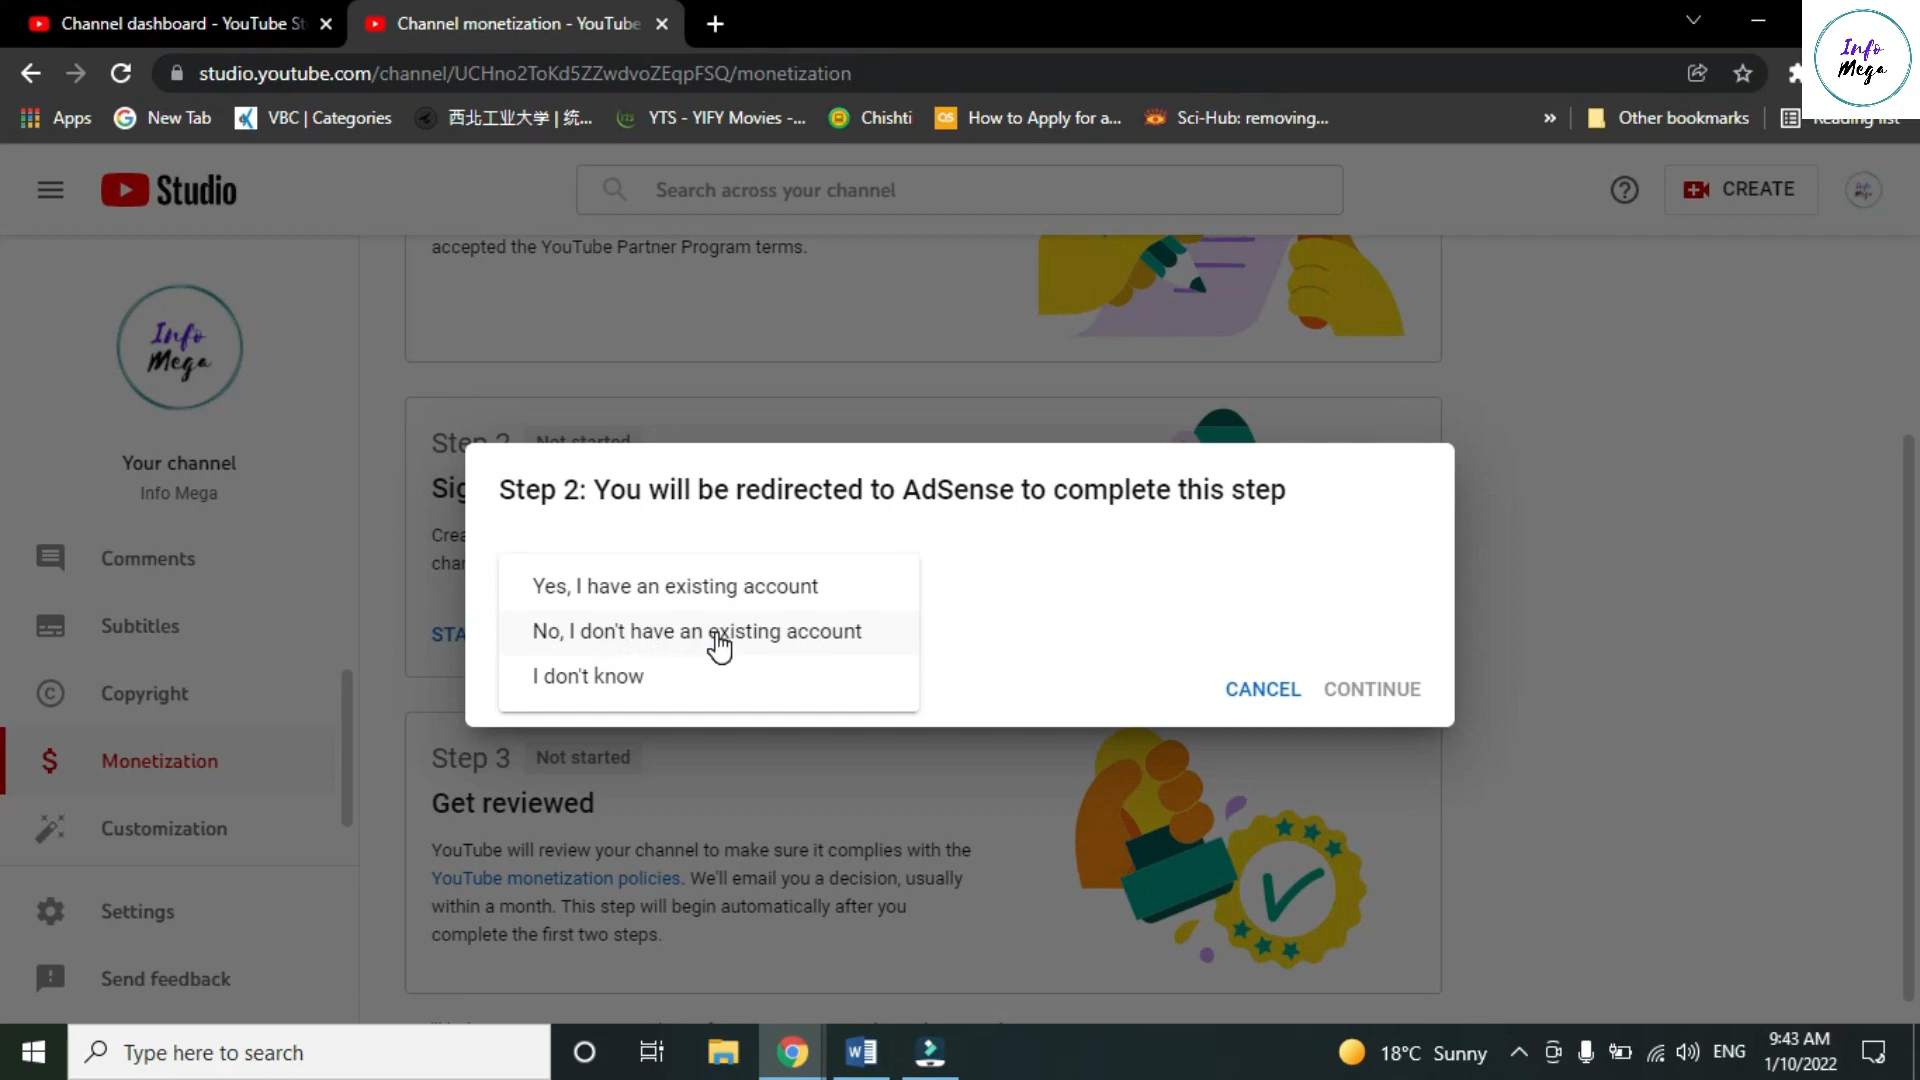 Channel dashboard - YouTube St
Channel monetization - YouTube
studio.youtube.com/channel/UCHno2ToKd5ZZwdvoZEqpFSQ/monetization
Info
Mega
Apps
New Tab
VBC | Categories
西北工业大学 | 统...
YTS - YIFY Movies -...
Chishti
How to Apply for a...
Sci-Hub: removing...
»
Other bookmarks
Reading list
Studio
Search across your channel
CREATE
accepted the YouTube Partner Program terms.
Info
Mega
Your channel
Info Mega
Comments
Subtitles
Copyright
Monetization
Customization
Settings
Send feedback
Step 2 Not started
Step 2: You will be redirected to AdSense to complete this step
Yes, I have an existing account
No, I don't have an existing account
I don't know
CANCEL CONTINUE
Step 3 Not started
Get reviewed
YouTube will review your channel to make sure it complies with the
YouTube monetization policies. We'll email you a decision, usually
within a month. This step will begin automatically after you
complete the first two steps.
Type here to search
18°C Sunny
ENG
9:43 AM
1/10/2022